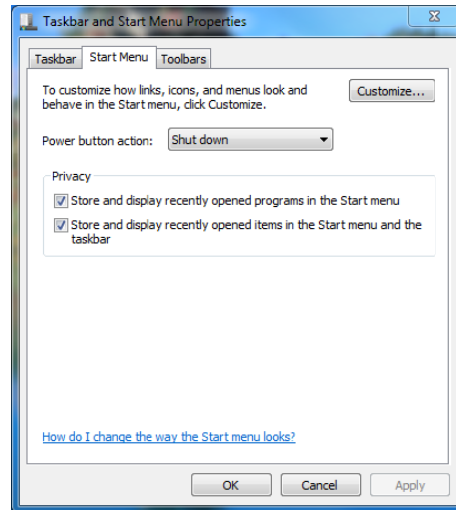 Taskbar and Start Menu Properties
Taskbar
Start Menu
Toolbars
To customize how links, icons, and menus look and
behave in the Start menu, click Customize.
Customize...
Power button action:
Shut down
Privacy
Store and display recently opened programs in the Start menu
Store and display recently opened items in the Start menu and the
taskbar
How do I change the way the Start menu looks?
OK
Cancel
Apply